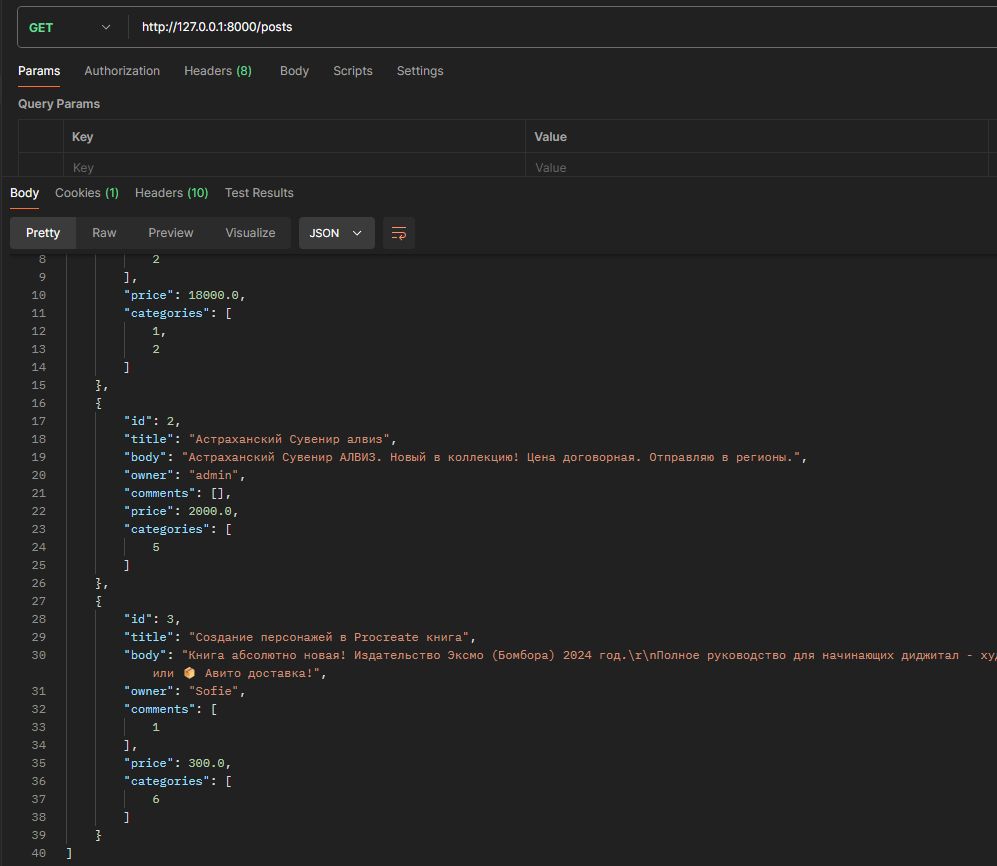 GET http://127.0.0.1:8000/posts
Params Authorization Headers (8) Body Scripts Settings
Query Params
Key Value
Key Value
Body Cookies (1) Headers (10) Test Results
Pretty Raw Preview Visualize JSON
8 2
9 ],
10 "price": 18000.0,
11 "categories": [
12 1,
13 2
14 ]
15 },
16 {
17 "id": 2,
18 "title": "Астраханский Сувенир алвиз",
19 "body": "Астраханский Сувенир АЛВИЗ. Новый в коллекцию! Цена договорная. Отправляю в регионы.",
20 "owner": "admin",
21 "comments": [],
22 "price": 2000.0,
23 "categories": [
24 5
25 ]
26 },
27 {
28 "id": 3,
29 "title": "Создание персонажей в Procreate книга",
30 "body": "Книга абсолютно новая! Издательство Эксмо (Бомбора) 2024 год.\r\nПолное руководство для начинающих диджитал - ху
или 📦 Авито доставка!",
31 "owner": "Sofie",
32 "comments": [
33 1
34 ],
35 "price": 300.0,
36 "categories": [
37 6
38 ]
39 }
40 ]